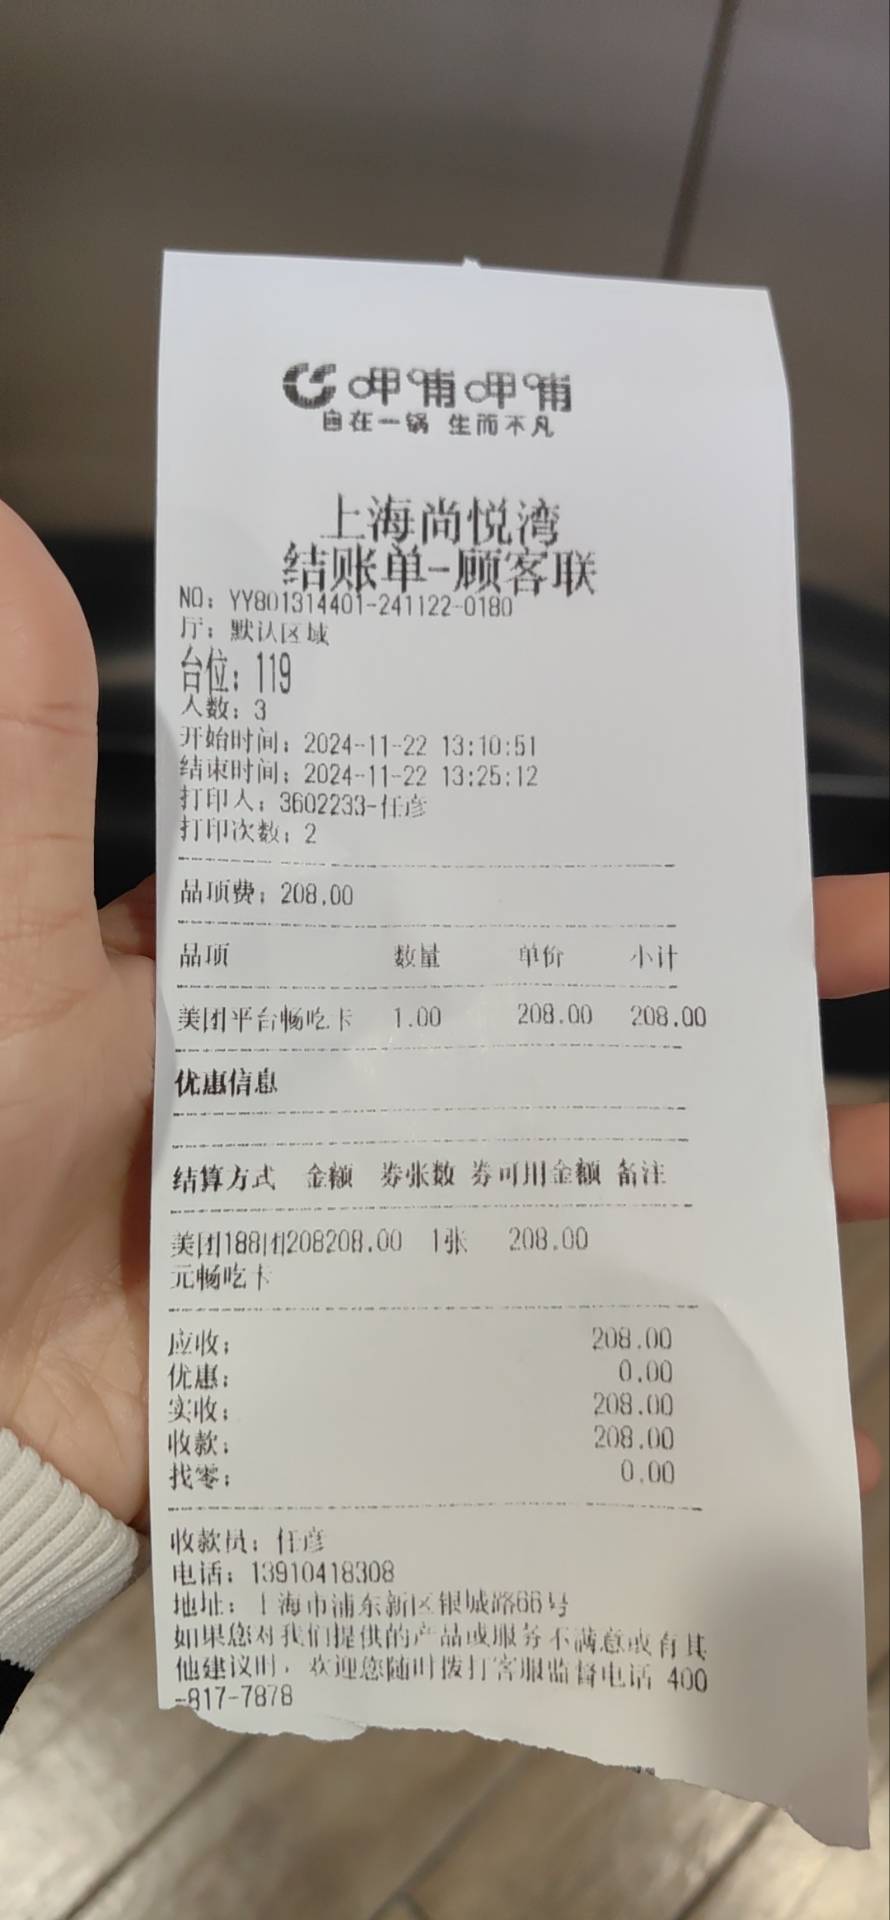 呷哺呷哺
自在一锅 生而不凡
上海尚悦湾
结账单-顾客联
NO: YY801314401-241122-0180
厅: 默认区域
台位: 119
人数: 3
开始时间: 2024-11-22 13:10:51
结束时间: 2024-11-22 13:25:12
打印人: 3602233-任彦
打印次数: 2
品项费: 208.00
品项 数量 单价 小计
美团平台畅吃卡 1.00 208.00 208.00
优惠信息
结算方式 金额 券张数 券可用金额 备注
美团188团208208.00 1张 208.00
元畅吃卡
应收: 208.00
优惠: 0.00
实收: 208.00
收款: 208.00
找零: 0.00
收款员: 任彦
电话: 13910418308
地址: 上海市浦东新区银城路66号
如果您对我们提供的产品或服务不满意或有其
他建议时，欢迎您随时拨打客服监督电话 400
-817-7878